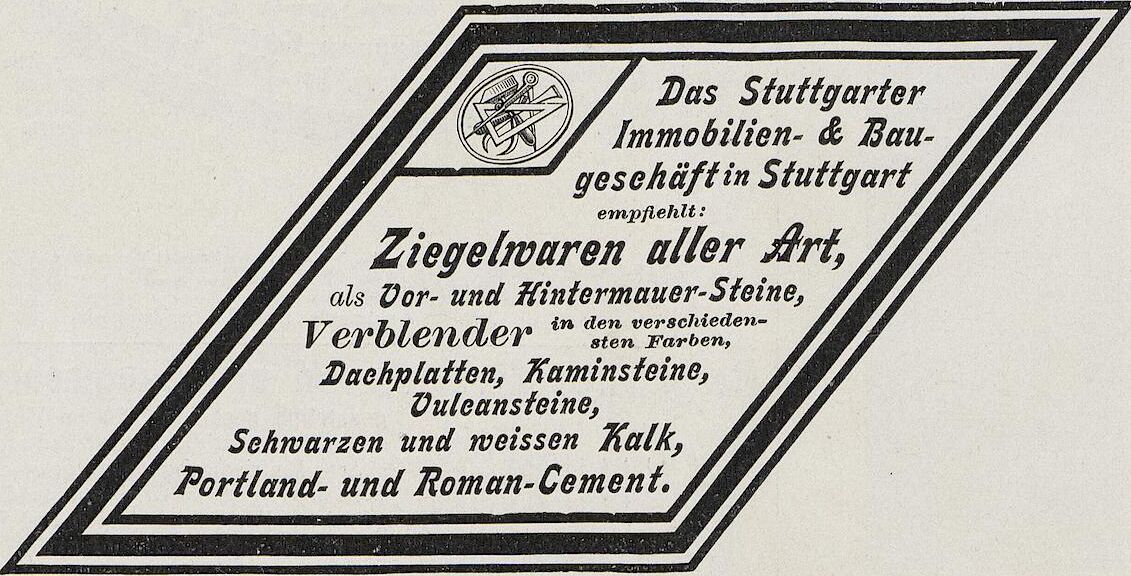 Das Stuttgarter
Immobilien- & Bau-
geschäft in Stuttgart
empfiehlt:
Ziegelwaren aller Art,
als Vor- und Hintermauer-Steine,
Verblender in den verschieden-
sten Farben,
Dachplatten, Kaminsteine,
Vulcansteine,
Schwarzen und weissen Kalk,
Portland- und Roman-Cement.